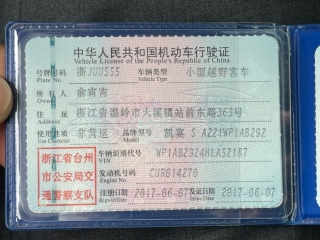 中华人民共和国机动车行驶证
Vehicle License of the People's Republic of China
号牌号码 浙JUU555 车辆类型 小型越野客车
Plate No. Vehicle Type
所有人 俞宵吉
Owner
住址 浙江省温岭市大溪镇站前东路363号
Address
使用性质 非营运 品牌型号 凯宴
Use Character
浙江省台州
市公安局交
通警察支队
车辆识别代号
VIN
发动机号码 CUR014270
Engine No.
注册日期 2017-06-07 发证日期 2017-06-07
Register Date Issue Date